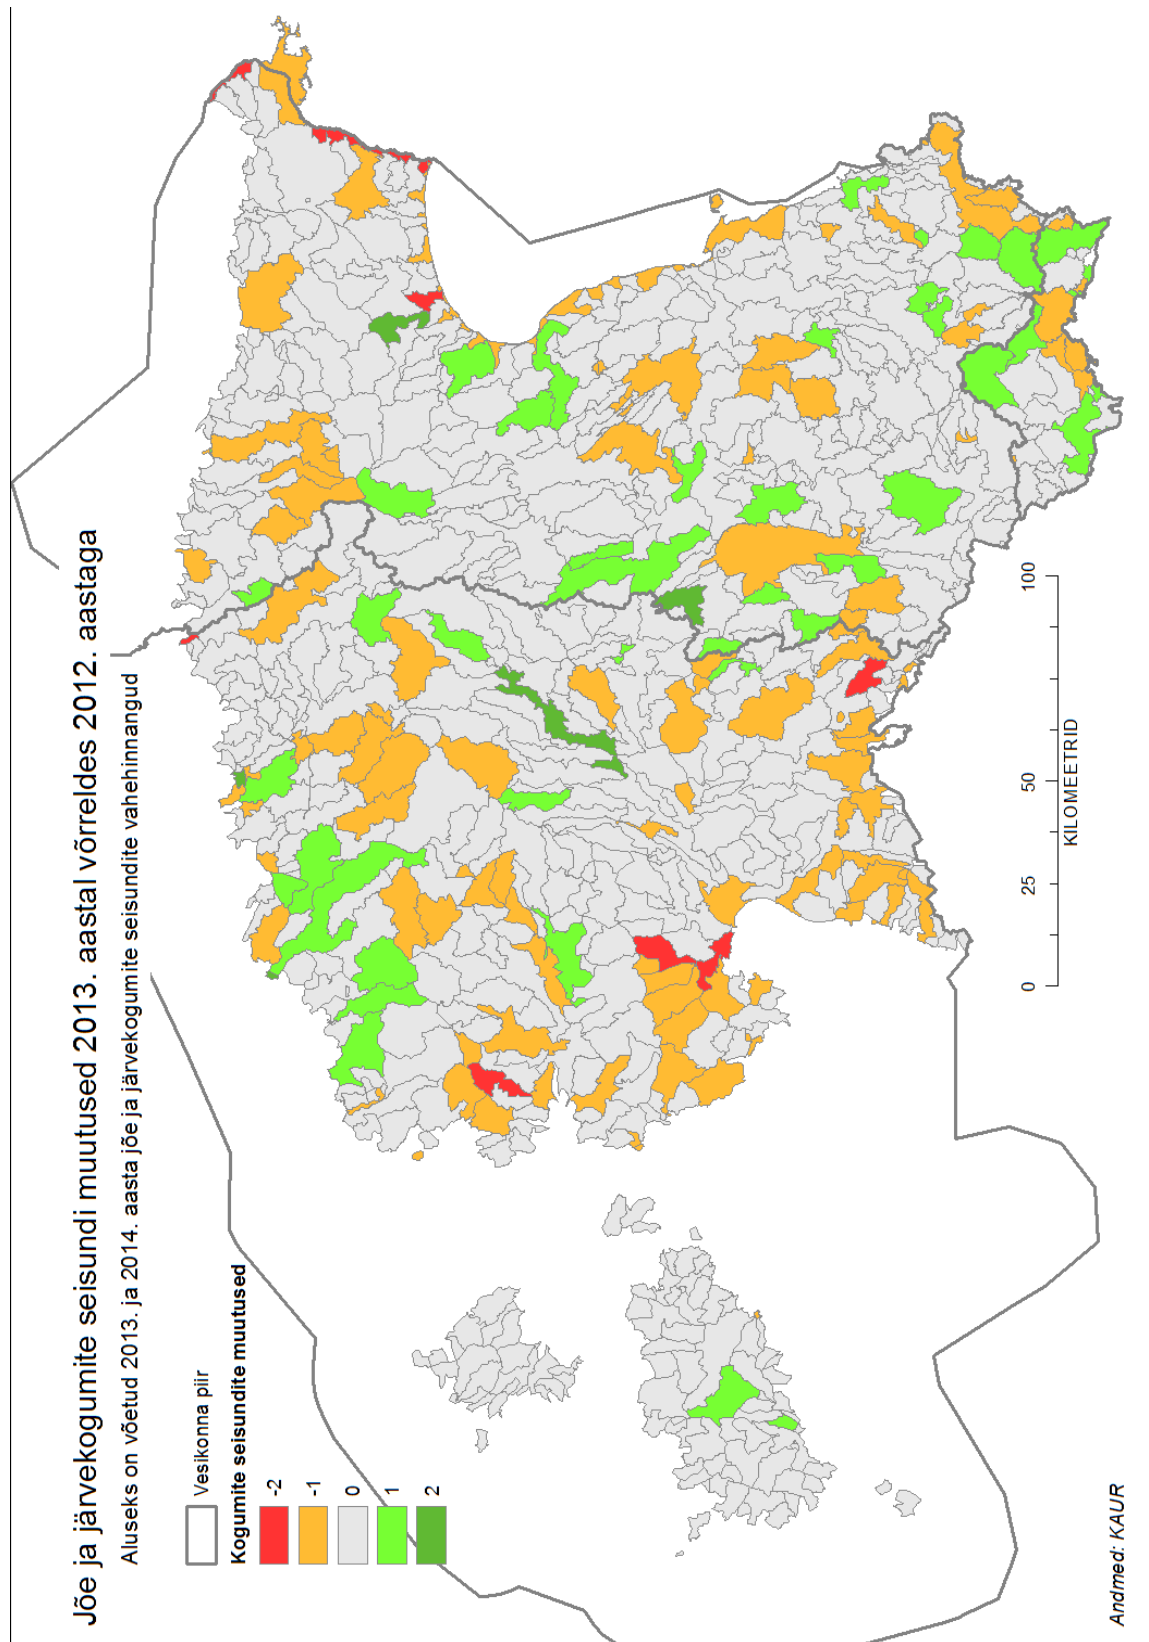 Jõe ja järvekogumite seisundi muutused 2013. aastal võrreldes 2012. aastaga
Aluseks on võetud 2013. ja 2014. aasta jõe ja järvekogumite seisundite vahehinnangud
Vesikonna piir
Kogumite seisundite muutused
-2
-1
0
1
2
0 25 50 100
KILOMEETRID
Andmed: KAUR